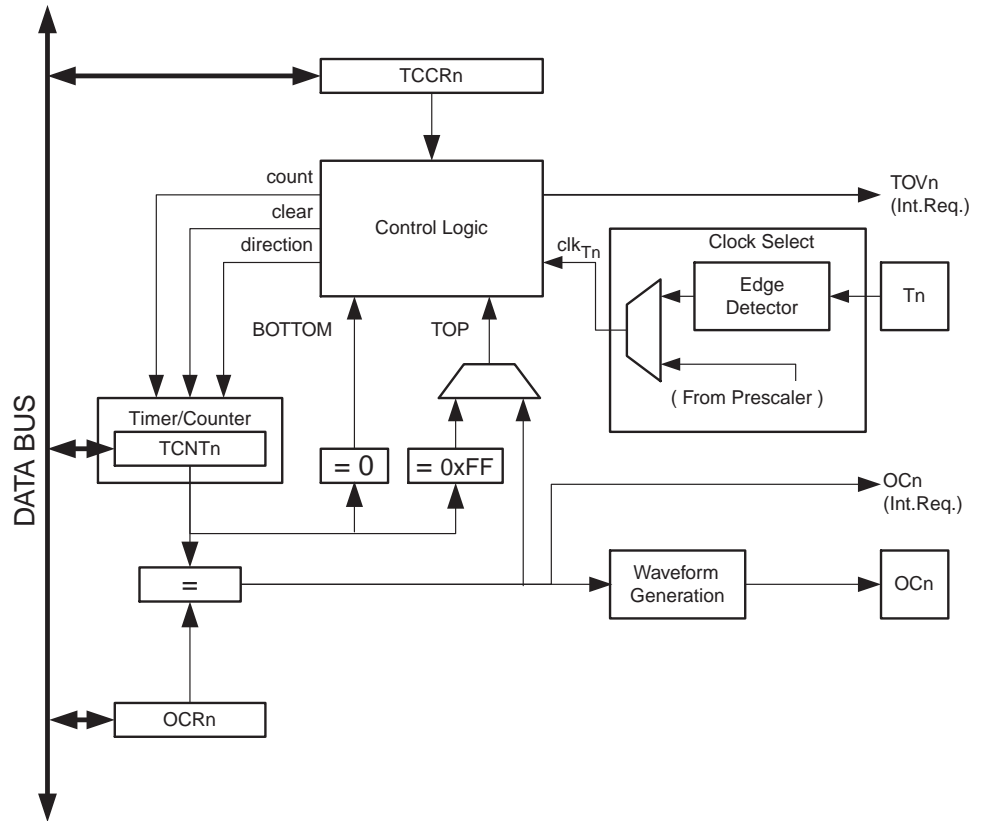 TCCRn
count
clear
direction
Control Logic
TOVn
(Int.Req.)
clkTn
Clock Select
Edge
Detector
Tn
( From Prescaler )
BOTTOM
TOP
Timer/Counter
TCNTn
= 0
= 0xFF
DATA BUS
OCn
(Int.Req.)
=
Waveform
Generation
OCn
OCRn